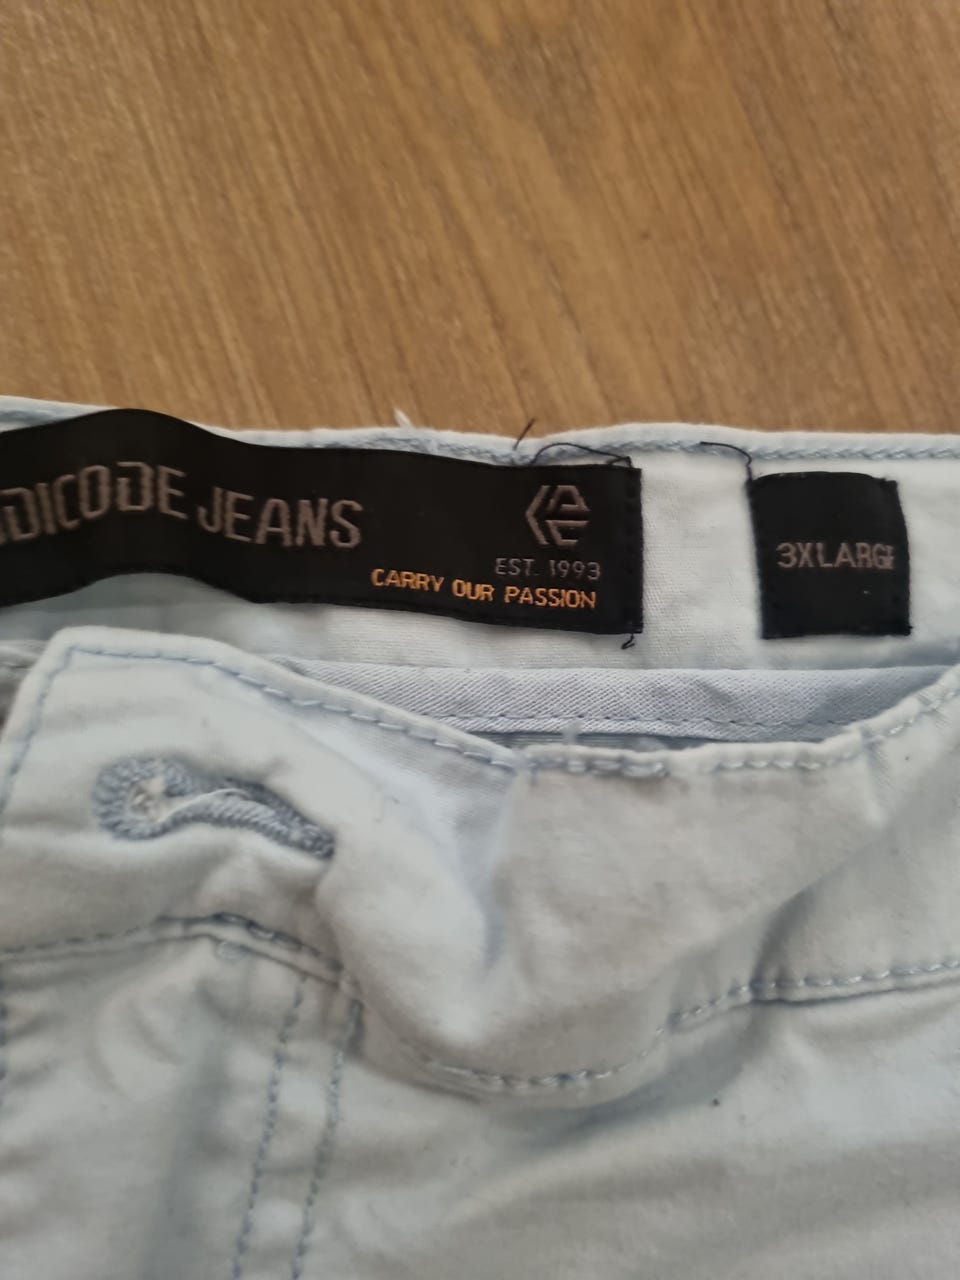 DICODE JEANS
EST. 1993
CARRY OUR PASSION
3XLARGE